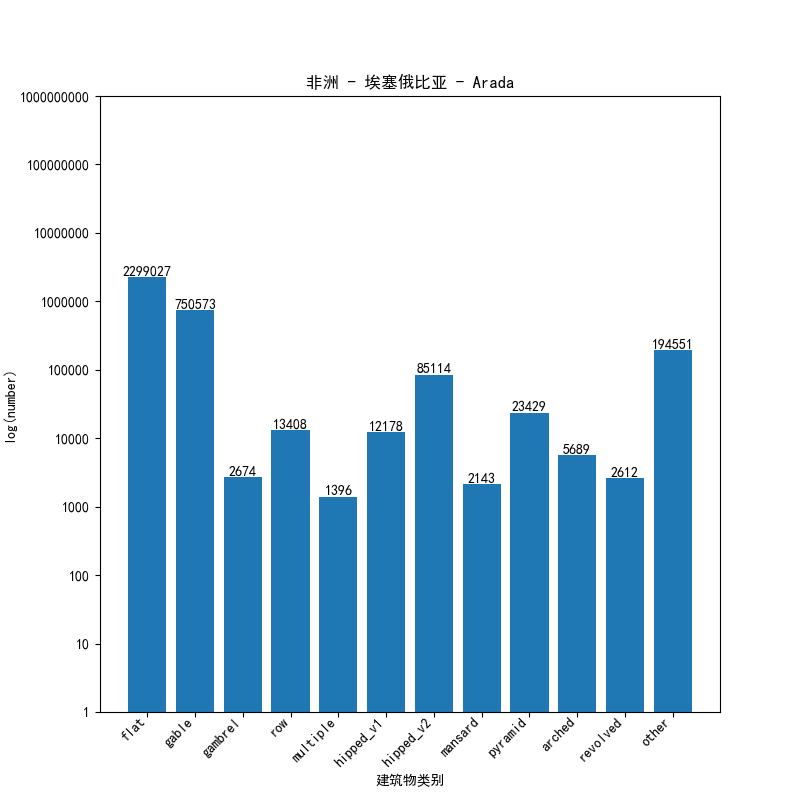 非洲 - 埃塞俄比亚 - Arada
1000000000
100000000
10000000
1000000
100000
10000
1000
100
10
1
log(number)
2299027
750573
2674
13408
1396
12178
85114
2143
23429
5689
2612
194551
flat
gable
gambrel
row
multiple
hipped_v1
hipped_v2
mansard
pyramid
arched
revolved
other
建筑物类别